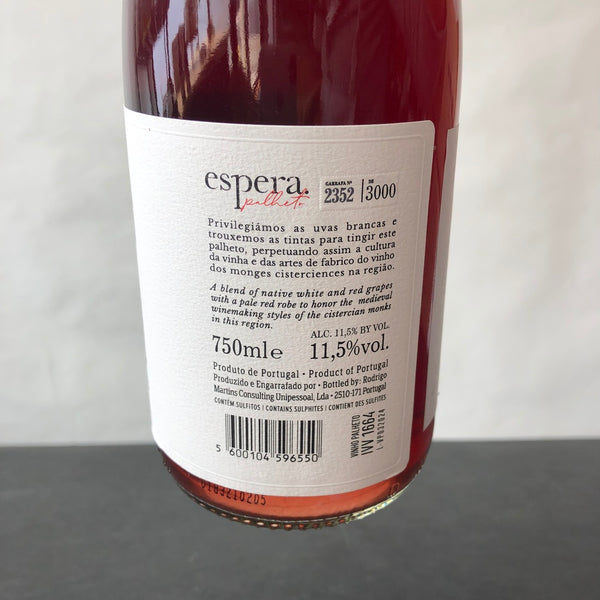 espera.
palheto
GARRAFA Nº
2352
DE
3000
Privilegiámos as uvas brancas e
trouxemos as tintas para tingir este
palheto, perpetuando assim a cultura
da vinha e das artes de fabrico do vinho
dos monges cisterciences na região.
A blend of native white and red grapes
with a pale red robe to honor the medieval
winemaking styles of the cistercian monks
in this region.
750ml e
ALC. 11,5% BY VOL.
11,5%vol.
Produto de Portugal • Product of Portugal
Produzido e Engarrafado por • Bottled by: Rodrigo
Martins Consulting Unipessoal, Lda • 2510-171 Portugal
CONTÉM SULFITOS | CONTAINS SULPHITES | CONTIENT DES SULFITES
5 600104 596550
VINHO PALHETO
IVV 1664
L-VP032024